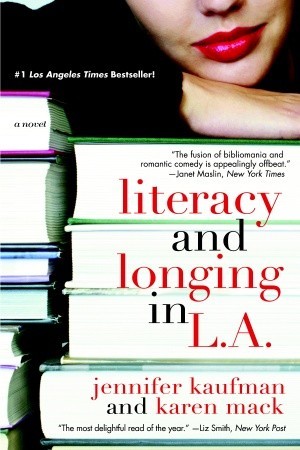 #1 Los Angeles Times Bestseller!
a novel
"The fusion of bibliomania and
romantic comedy is appealingly offbeat."
—Janet Maslin, New York Times
literacy
and
longing
in
L.A.
jennifer kaufman
and karen mack
"The most delightful read of the year." —Liz Smith, New York Post